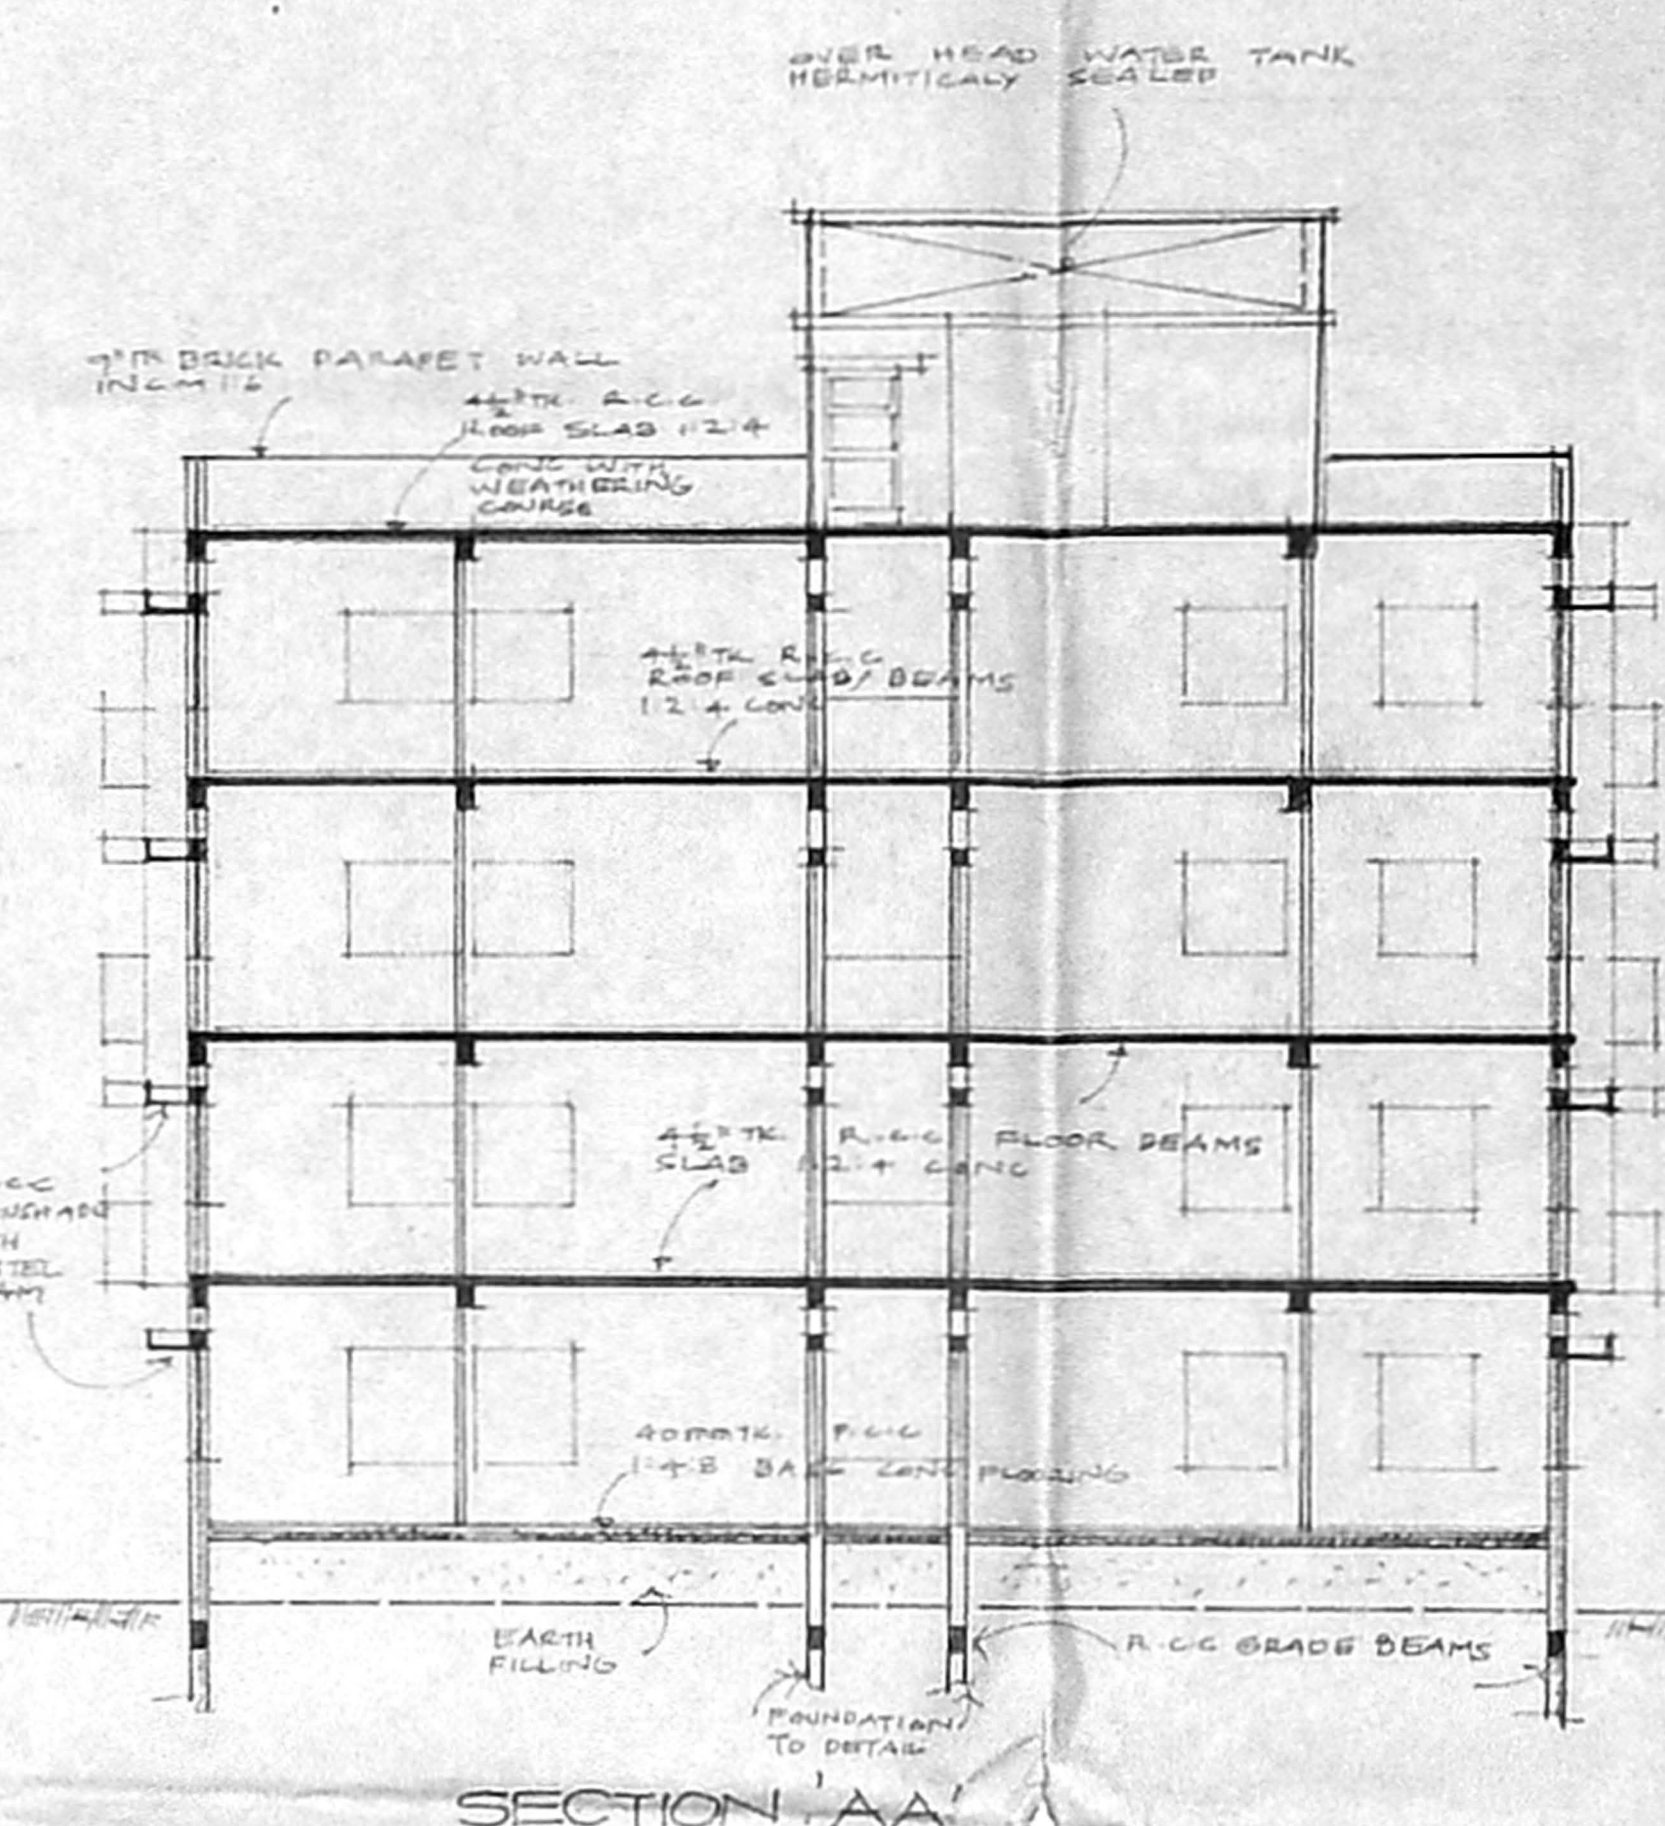 OVER HEAD WATER TANK
HERMITICALY SEALED
9"TK BRICK PARAPET WALL
IN CM 1:6
4½"TK. R.C.C.
ROOF SLAB 1:2:4
CONC WITH
WEATHERING
COURSE
4½"TK R.C.C
ROOF SLAB/BEAMS
1:2:4 CONC
4½"TK. R.C.C FLOOR BEAMS
SLAB 1:2:4 CONC
40mmTK. P.C.C
1:4:8 BASE CONC FLOORING
EARTH
FILLING
R.C.C GRADE BEAMS
FOUNDATION
TO DETAIL
SECTION 'AA'